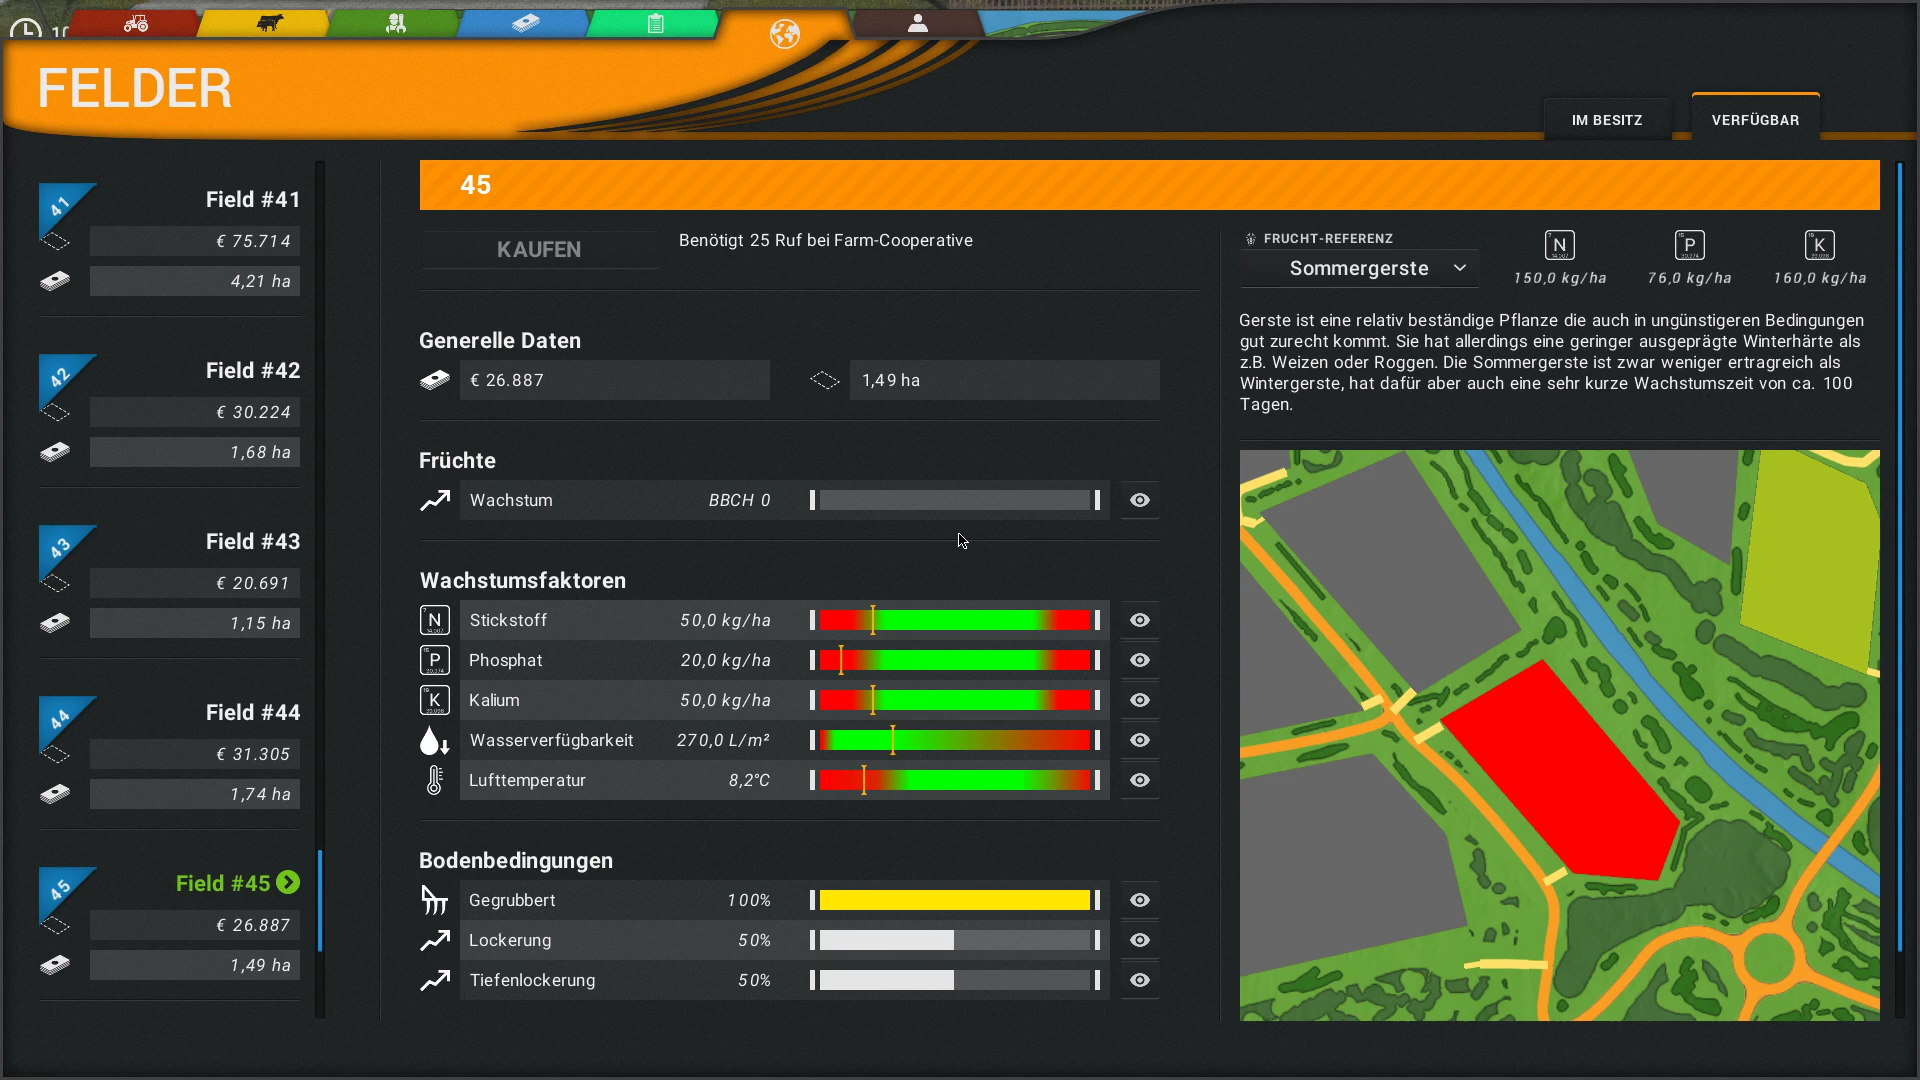 10
FELDER
IM BESITZ
VERFÜGBAR
41
Field #41
€ 75.714
4,21 ha
42
Field #42
€ 30.224
1,68 ha
43
Field #43
€ 20.691
1,15 ha
44
Field #44
€ 31.305
1,74 ha
45
Field #45
€ 26.887
1,49 ha
45
KAUFEN
Benötigt 25 Ruf bei Farm-Cooperative
Generelle Daten
€ 26.887
1,49 ha
Früchte
Wachstum BBCH 0
Wachstumsfaktoren
N Stickstoff 50,0 kg/ha
P Phosphat 20,0 kg/ha
K Kalium 50,0 kg/ha
Wasserverfügbarkeit 270,0 L/m²
Lufttemperatur 8,2°C
Bodenbedingungen
Gegrubbert 100%
Lockerung 50%
Tiefenlockerung 50%
FRUCHT-REFERENZ
Sommergerste
N
150,0 kg/ha
P
76,0 kg/ha
K
160,0 kg/ha
Gerste ist eine relativ beständige Pflanze die auch in ungünstigeren Bedingungen
gut zurecht kommt. Sie hat allerdings eine geringer ausgeprägte Winterhärte als
z.B. Weizen oder Roggen. Die Sommergerste ist zwar weniger ertragreich als
Wintergerste, hat dafür aber auch eine sehr kurze Wachstumszeit von ca. 100
Tagen.